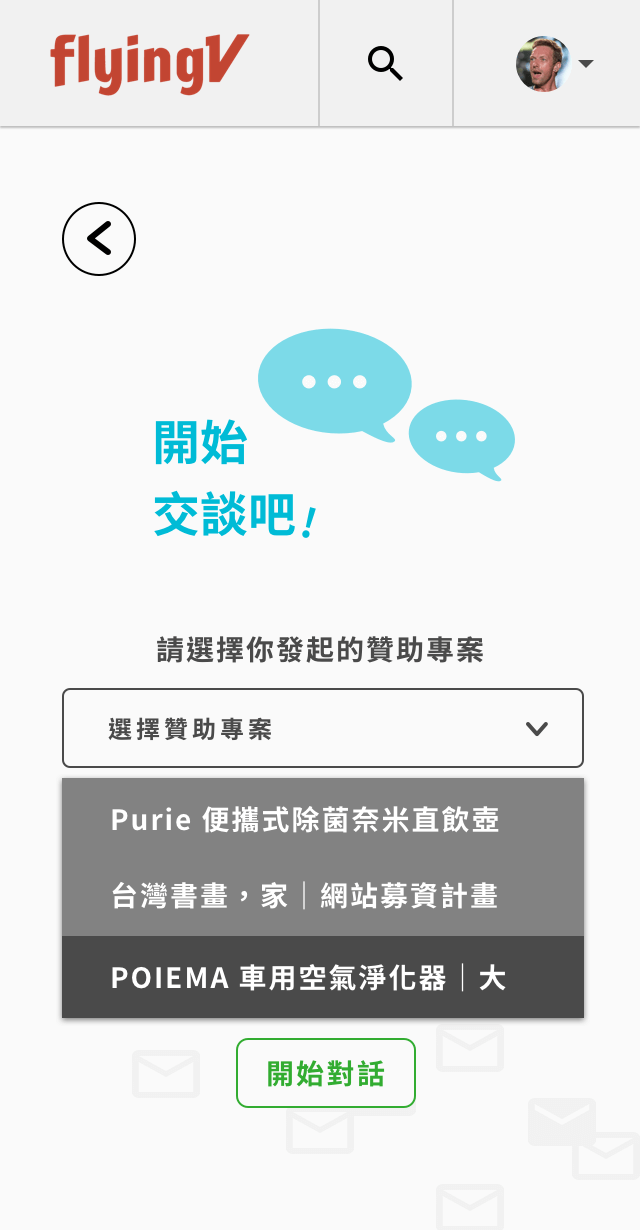 flyingV
開始
交談吧!
請選擇你發起的贊助專案
選擇贊助專案
Purie 便攜式除菌奈米直飲壺
台灣書畫，家｜網站募資計畫
POIEMA 車用空氣淨化器｜大
開始對話